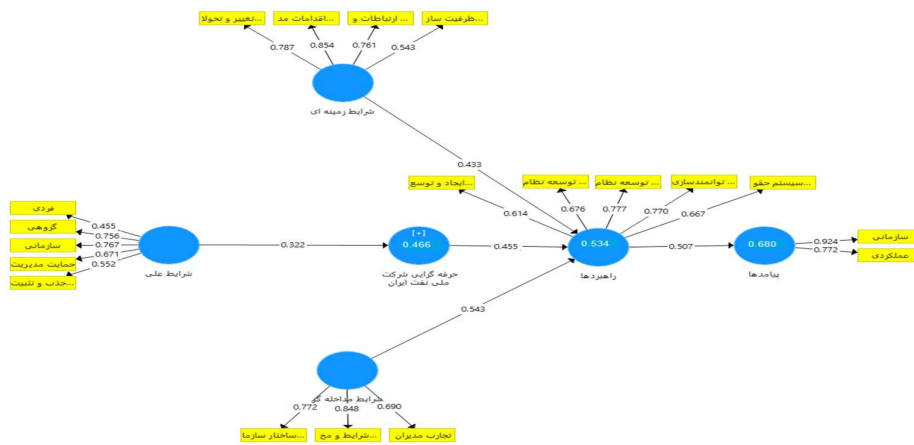 تغییر و تحولا...
اقدامات مد...
ارتباطات و ...
ظرفیت ساز...
0.787
0.854
0.761
0.543
شرایط زمینه ای
0.433
ایجاد و توسع...
توسعه نظام ...
توسعه نظام ...
توانمندسازی ...
سیستم حقو...
0.614
0.676
0.777
0.770
0.667
فردی
گروهی
سازمانی
حمایت مدیریت
جذب و تثبیت...
0.455
0.756
0.767
0.671
0.552
شرایط علی
0.322
[+]
0.466
حرفه گرایی شرکت
ملی نفت ایران
0.455
0.534
راهبردها
0.507
0.680
پیامدها
0.924
0.772
سازمانی
عملکردی
0.543
شرایط مداخله گر
0.772
0.848
0.690
ساختار سازما...
شرایط و مح...
تجارب مدیران